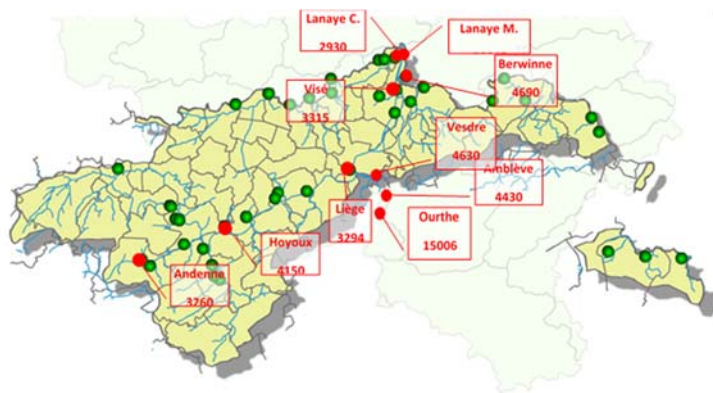 Lanaye C.
2930
Lanaye M.
Berwinne
4690
Visé
3315
Vesdre
4630
Amblève
4430
Liège
3294
Ourthe
15006
Hoyoux
4150
Andenne
3260